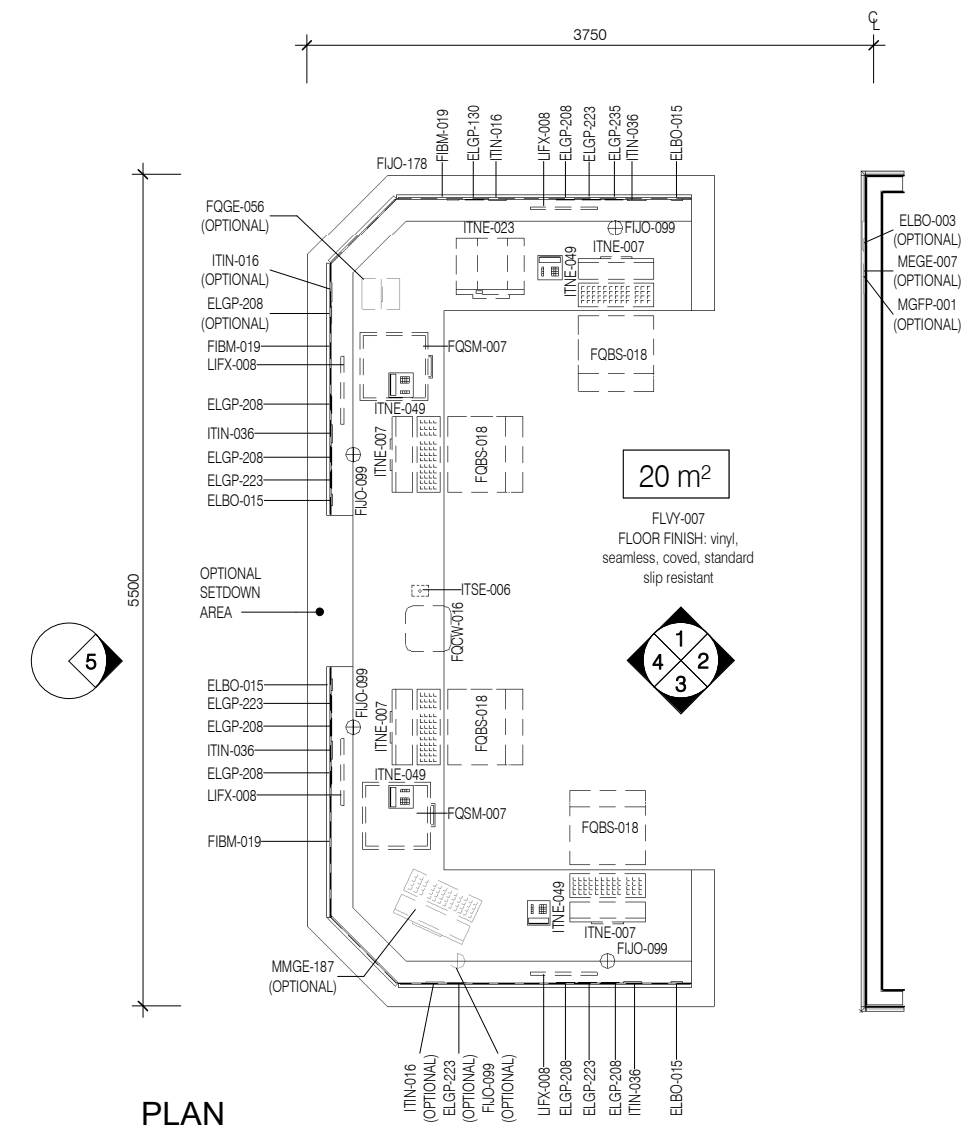 ℄
3750
FIBM-019
ELGP-130
ITIN-016
LIFX-008
ELGP-208
ELGP-223
ELGP-235
ITIN-036
ELBO-015
FIJO-178
FQGE-056
(OPTIONAL)
ITIN-016
(OPTIONAL)
ELGP-208
(OPTIONAL)
FIBM-019
LIFX-008
ELGP-208
ITIN-036
ELGP-208
ELGP-223
ELBO-015
ITNE-023
ITNE-049
FIJO-099
ITNE-007
FQBS-018
FQSM-007
ITNE-049
ITNE-007
FQBS-018
FIJO-099
ELBO-003
(OPTIONAL)
MEGE-007
(OPTIONAL)
MGFP-001
(OPTIONAL)
20 m²
FLVY-007
FLOOR FINISH: vinyl,
seamless, coved, standard
slip resistant
5500
OPTIONAL
SETDOWN
AREA
ITSE-006
FQCW-016
5
1
4 2
3
ELBO-015
ELGP-223
ELGP-208
ITIN-036
ELGP-208
LIFX-008
FIBM-019
FIJO-099
ITNE-007
FQBS-018
ITNE-049
FQSM-007
FQBS-018
ITNE-049
ITNE-007
FIJO-099
MMGE-187
(OPTIONAL)
ITIN-016
(OPTIONAL)
ELGP-223
(OPTIONAL)
FIJO-099
(OPTIONAL)
LIFX-008
ELGP-208
ELGP-223
ELGP-208
ITIN-036
ELBO-015
PLAN